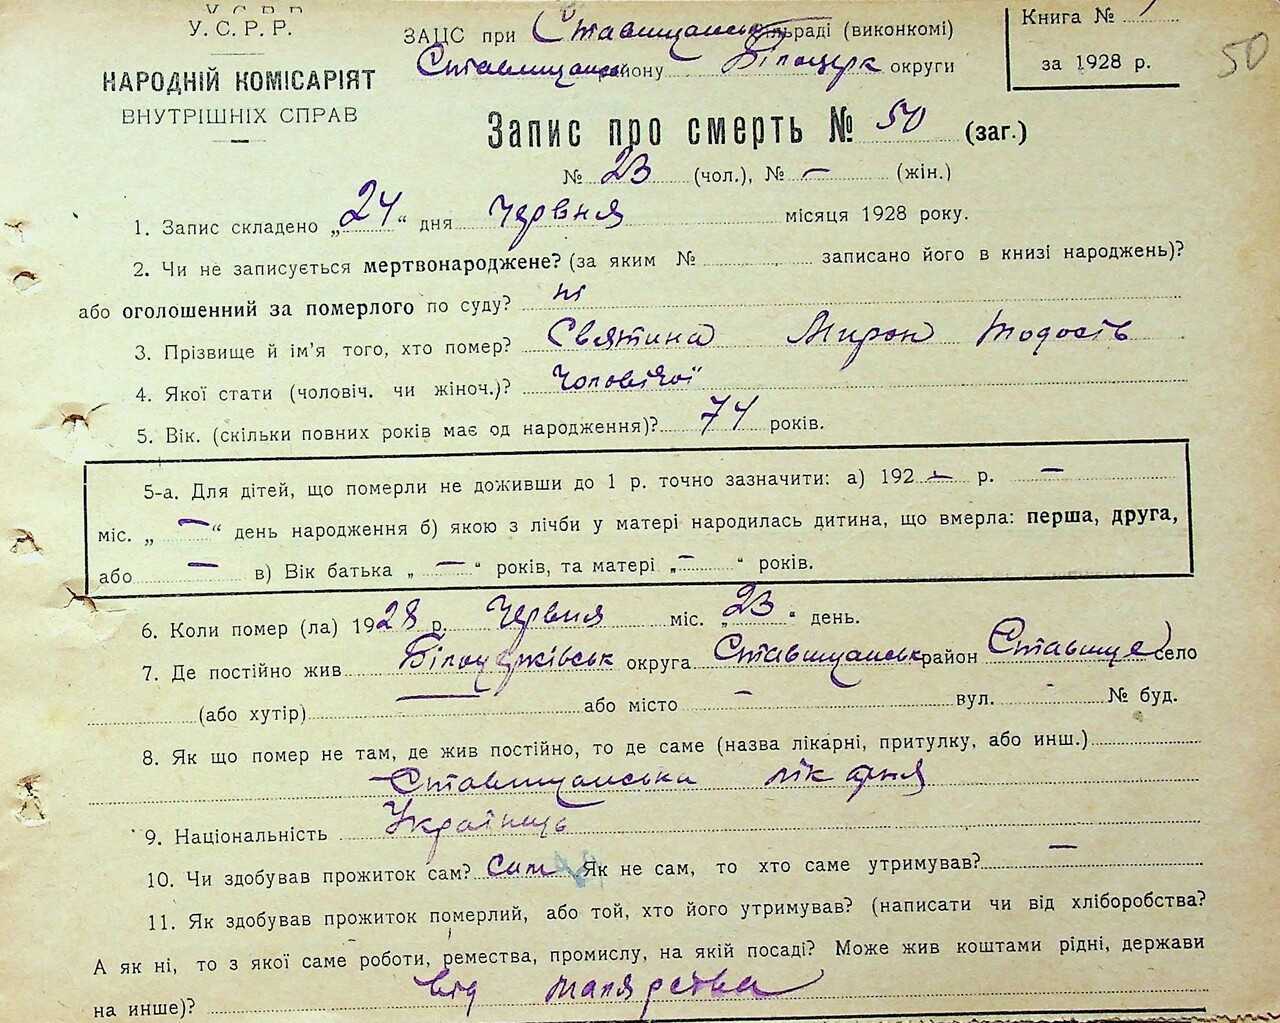 У.С.Р.Р.
У. С. Р. Р.
НАРОДНІЙ КОМІСАРІЯТ
ВНУТРІШНІХ СПРАВ
ЗАЦС при Ставищанськ сільраді (виконкомі)
Ставищанськ району Білоцерк округи
Книга №
за 1928 р.
50
Запис про смерть № 50 (заг.)
№ 23 (чол.), № — (жін.)
1. Запис складено „24“ дня червня місяця 1928 року.
2. Чи не записується мертвонароджене? (за яким № записано його в книзі народжень)?
або оголошенний за померлого по суду? ні
3. Прізвище й ім'я того, хто помер? Святина Мирон Тодосів
4. Якої стати (чоловіч. чи жіноч.)? Чоловічої
5. Вік. (скільки повних років має од народження)? 74 років.
5-а. Для дітей, що померли не доживши до 1 р. точно зазначити: а) 192 — р. —
міс. „ — “ день народження б) якою з лічби у матері народилась дитина, що вмерла: перша, друга,
або — в) Вік батька „ — “ років, та матері „ — “ років.
6. Коли помер (ла) 1928 р. Червня міс. „23“ день.
7. Де постійно жив Білоцерківськ округа Ставищанськ район Ставище село
(або хутір) або місто — вул. - № буд.
8. Як що помер не там, де жив постійно, то де саме (назва лікарні, притулку, або инш.)
Ставищанська лікарня
9. Національність Українець
10. Чи здобував прожиток сам? Сам Як не сам, то хто саме утримував? —
11. Як здобував прожиток померлий, або той, хто його утримував? (написати чи від хліборобства?
А як ні, то з якої саме роботи, ремества, промислу, на якій посаді? Може жив коштами рідні, держави
на инше)? від малярства